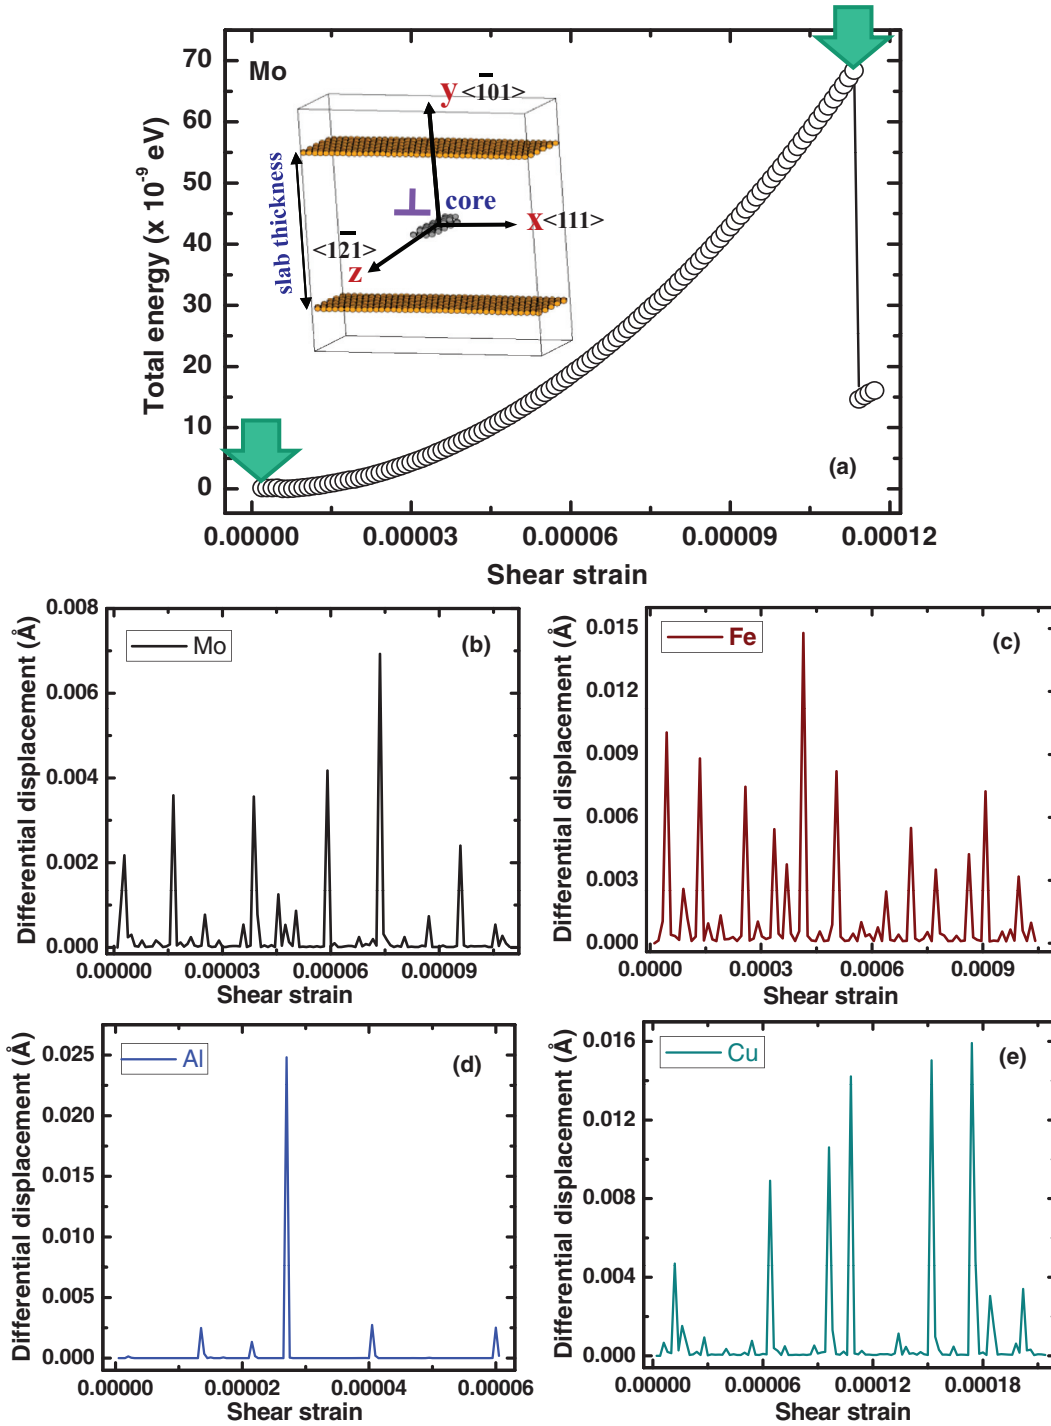 Mo
y <1̄01>
slab thickness
core
x <111>
<12̄1>
z
(a)
Total energy (x 10⁻⁹ eV)
70
60
50
40
30
20
10
0
0.00000 0.00003 0.00006 0.00009 0.00012
Shear strain
Mo
(b)
Differential displacement (Å)
0.008
0.006
0.004
0.002
0.000
0.00000 0.00003 0.00006 0.00009
Shear strain
Fe
(c)
Differential displacement (Å)
0.015
0.012
0.009
0.006
0.003
0.000
0.0000 0.0003 0.0006 0.0009
Shear strain
Al
(d)
Differential displacement (Å)
0.025
0.020
0.015
0.010
0.005
0.000
0.00000 0.00002 0.00004 0.00006
Shear strain
Cu
(e)
Differential displacement (Å)
0.016
0.012
0.008
0.004
0.000
0.00000 0.00006 0.00012 0.00018
Shear strain